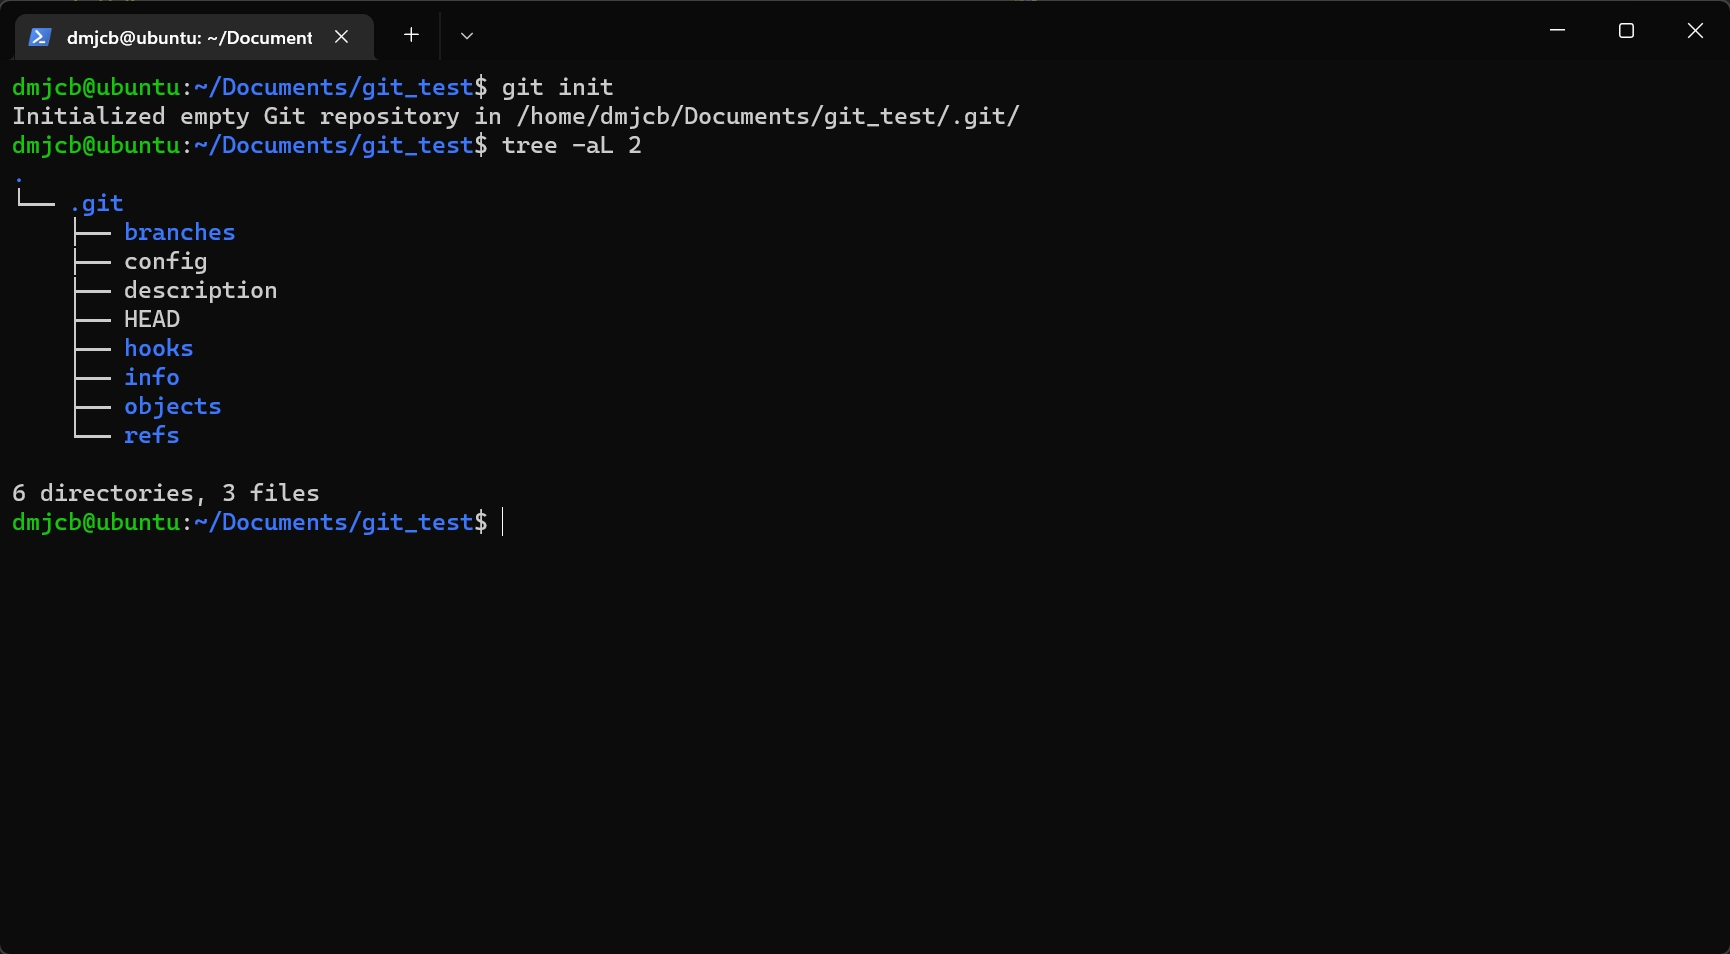 dmjcb@ubuntu: ~/Document
dmjcb@ubuntu:~/Documents/git_test$ git init
Initialized empty Git repository in /home/dmjcb/Documents/git_test/.git/
dmjcb@ubuntu:~/Documents/git_test$ tree -aL 2
.
└── .git
    ├── branches
    ├── config
    ├── description
    ├── HEAD
    ├── hooks
    ├── info
    ├── objects
    └── refs
6 directories, 3 files
dmjcb@ubuntu:~/Documents/git_test$